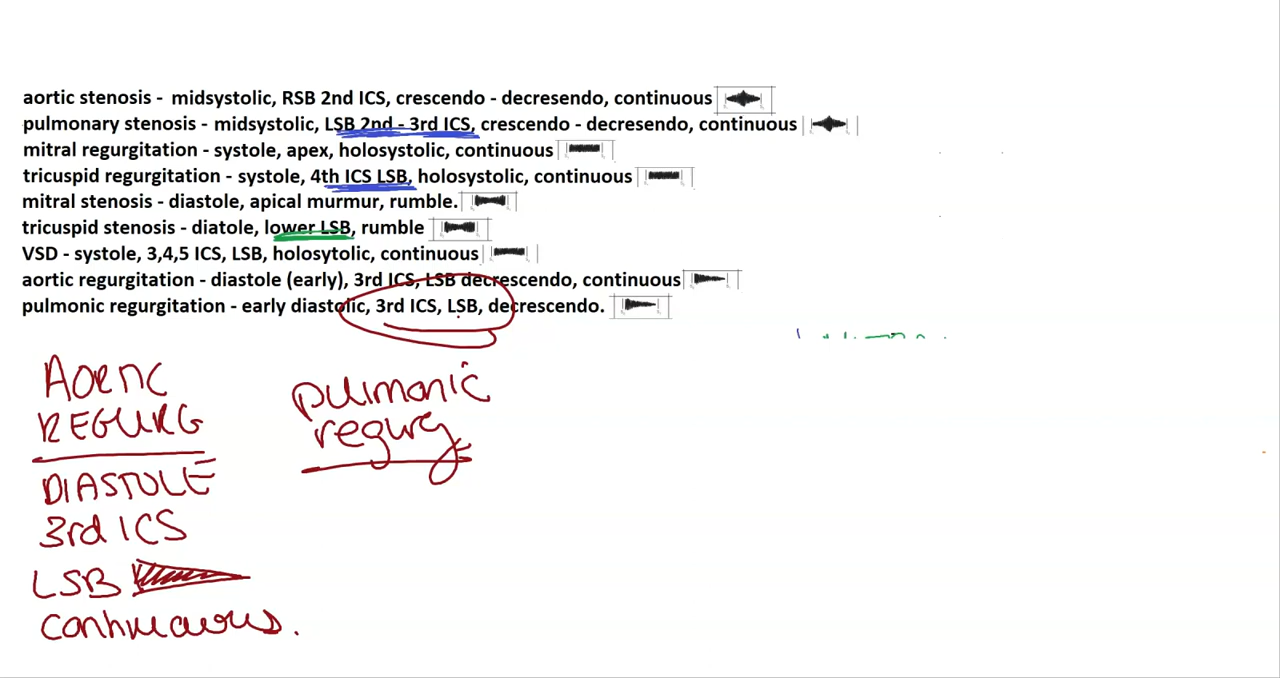 aortic stenosis - midsystolic, RSB 2nd ICS, crescendo - decresendo, continuous
pulmonary stenosis - midsystolic, LSB 2nd - 3rd ICS, crescendo - decresendo, continuous
mitral regurgitation - systole, apex, holosystolic, continuous
tricuspid regurgitation - systole, 4th ICS LSB, holosystolic, continuous
mitral stenosis - diastole, apical murmur, rumble.
tricuspid stenosis - diatole, lower LSB, rumble
VSD - systole, 3,4,5 ICS, LSB, holosytolic, continuous
aortic regurgitation - diastole (early), 3rd ICS, LSB decrescendo, continuous
pulmonic regurgitation - early diastolic, 3rd ICS, LSB, decrescendo.
AORTIC
REGURG
DIASTOLE
3rd ICS
LSB
continuous.
pulmonic
regurg